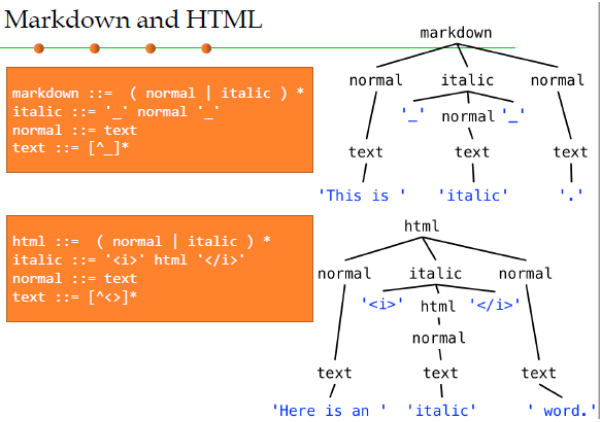 Markdown and HTML
markdown ::=  ( normal | italic ) *
italic ::= '_' normal '_'
normal ::= text
text ::= [^_]*
markdown
normal italic normal
'_' normal '_'
text text text
'This is ' 'italic' '.'
html ::=  ( normal | italic ) *
italic ::= '<i>' html '</i>'
normal ::= text
text ::= [^<>]*
html
normal italic normal
'<i>' html '</i>'
normal
text text text
'Here is an ' 'italic' ' word.'